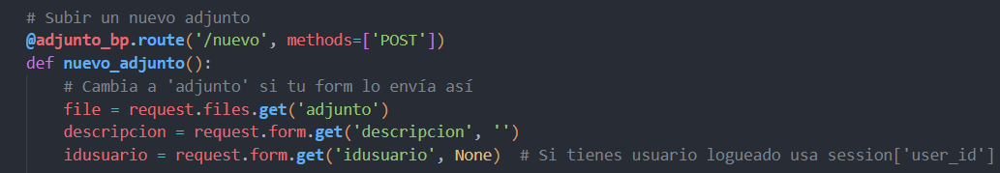 # Subir un nuevo adjunto
@adjunto_bp.route('/nuevo', methods=['POST'])
def nuevo_adjunto():
    # Cambia a 'adjunto' si tu form lo envía así
    file = request.files.get('adjunto')
    descripcion = request.form.get('descripcion', '')
    idusuario = request.form.get('idusuario', None)  # Si tienes usuario logueado usa session['user_id']